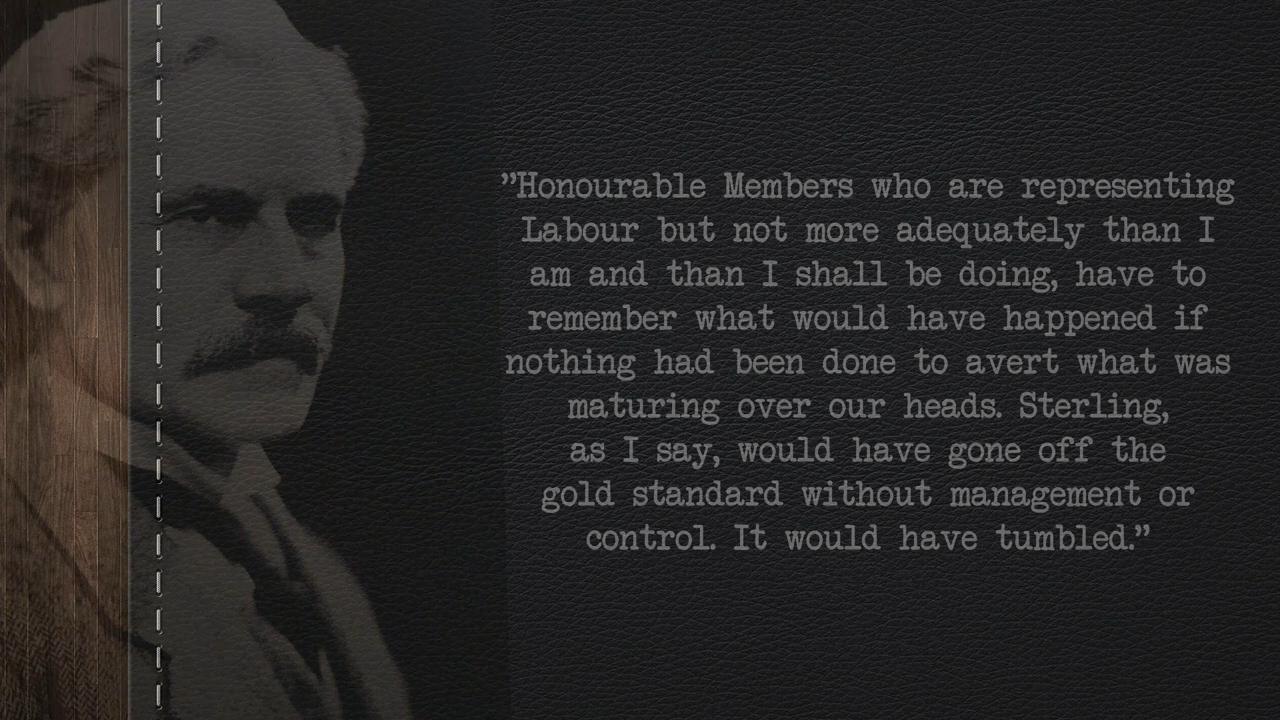 ”Honourable Members who are representing
Labour but not more adequately than I
am and than I shall be doing, have to
remember what would have happened if
nothing had been done to avert what was
maturing over our heads. Sterling,
as I say, would have gone off the
gold standard without management or
control. It would have tumbled.”